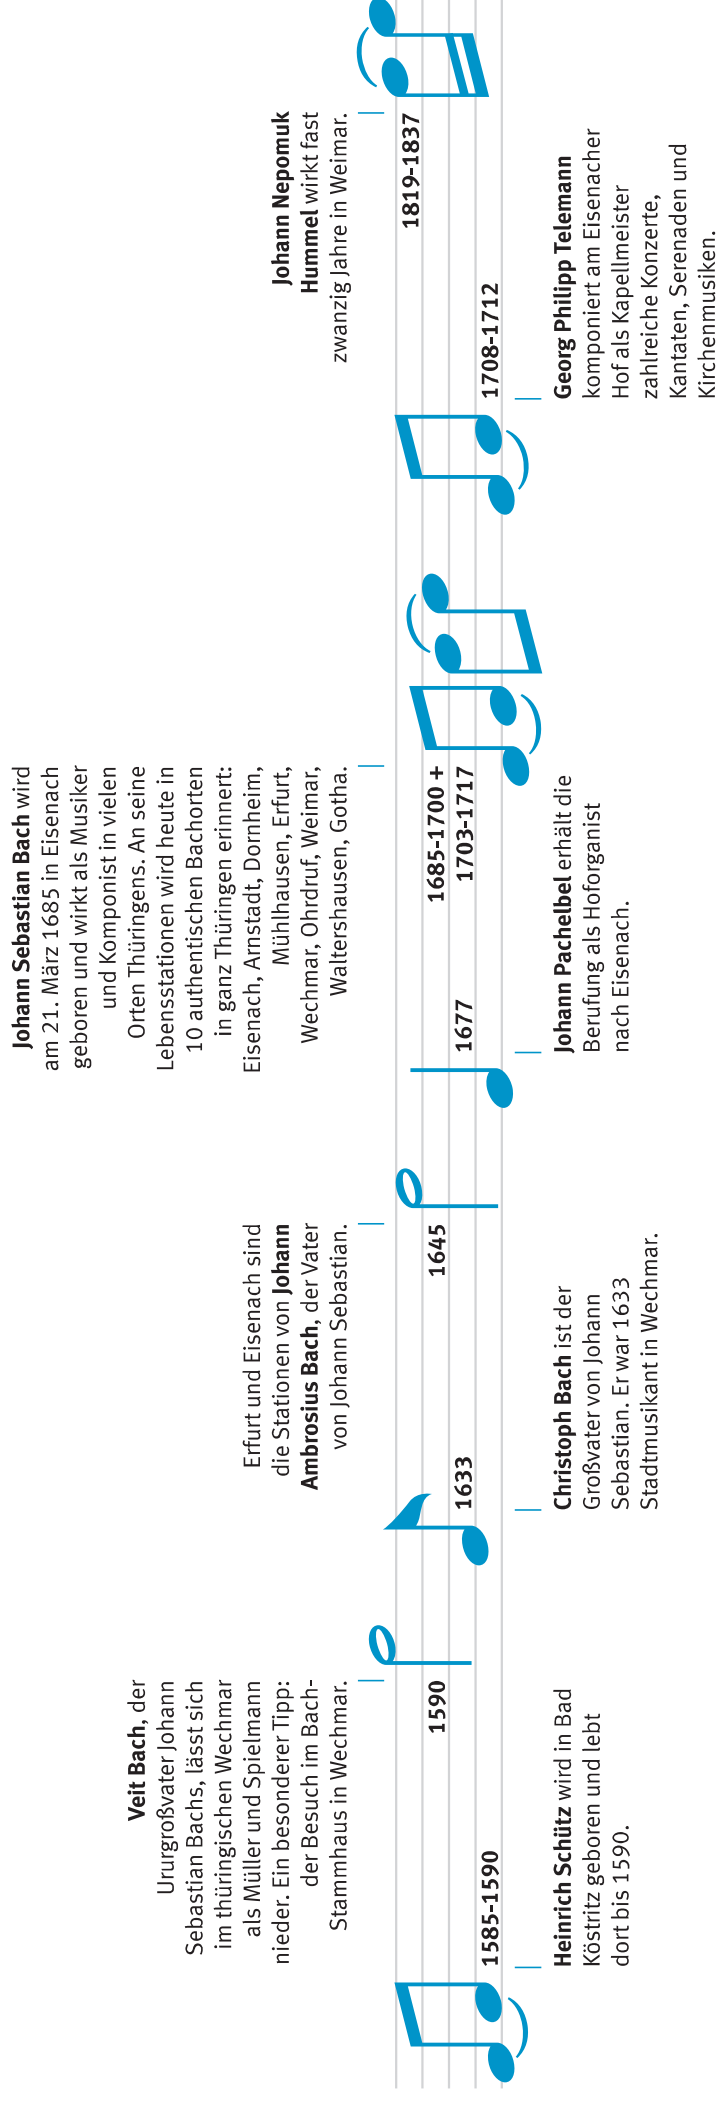 1585-1590
Heinrich Schütz wird in Bad
Köstritz geboren und lebt
dort bis 1590.
Veit Bach, der
Ururgroßvater Johann
Sebastian Bachs, lässt sich
im thüringischen Wechmar
als Müller und Spielmann
nieder. Ein besonderer Tipp:
der Besuch im Bach-
Stammhaus in Wechmar.
1590
1633
Christoph Bach ist der
Großvater von Johann
Sebastian. Er war 1633
Stadtmusikant in Wechmar.
Erfurt und Eisenach sind
die Stationen von Johann
Ambrosius Bach, der Vater
von Johann Sebastian.
1645
1677
Johann Pachelbel erhält die
Berufung als Hoforganist
nach Eisenach.
Johann Sebastian Bach wird
am 21. März 1685 in Eisenach
geboren und wirkt als Musiker
und Komponist in vielen
Orten Thüringens. An seine
Lebensstationen wird heute in
10 authentischen Bachorten
in ganz Thüringen erinnert:
Eisenach, Arnstadt, Dornheim,
Mühlhausen, Erfurt,
Wechmar, Ohrdruf, Weimar,
Waltershausen, Gotha.
1685-1700 +
1703-1717
1708-1712
Georg Philipp Telemann
komponiert am Eisenacher
Hof als Kapellmeister
zahlreiche Konzerte,
Kantaten, Serenaden und
Kirchenmusiken.
Johann Nepomuk
Hummel wirkt fast
zwanzig Jahre in Weimar.
1819-1837